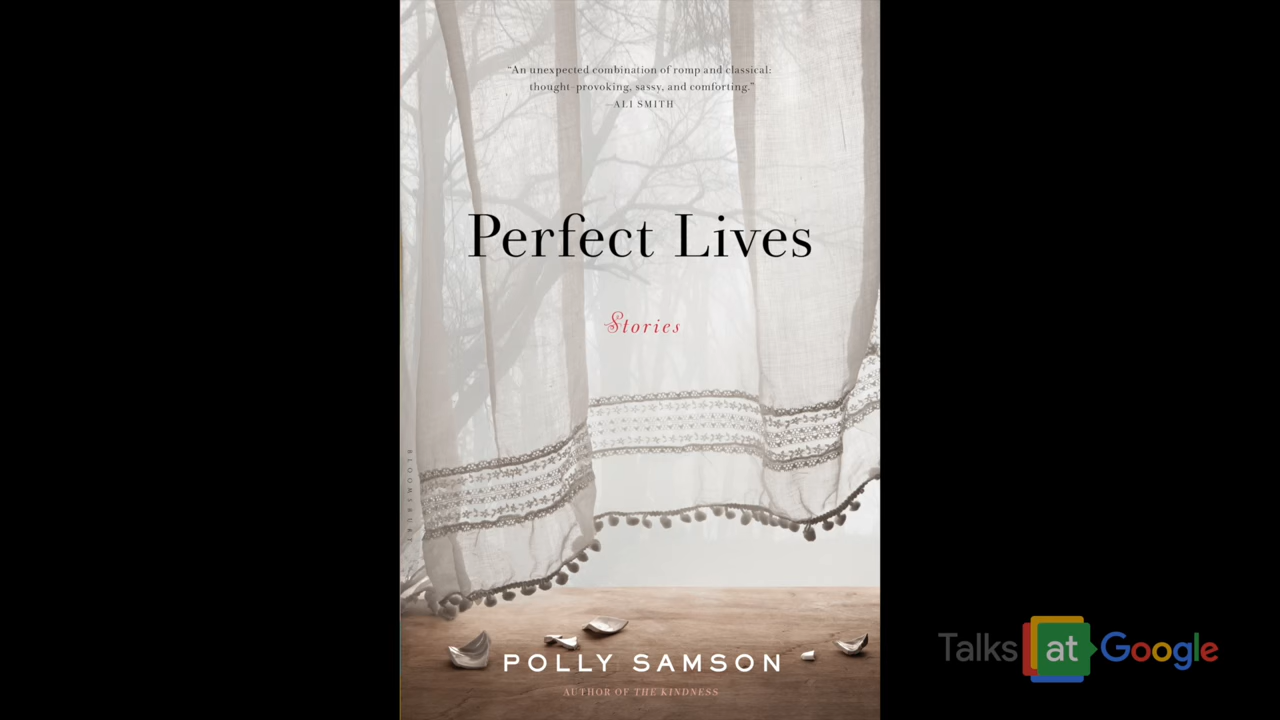 “An unexpected combination of romp and classical:
thought-provoking, sassy, and comforting.”
—ALI SMITH
Perfect Lives
Stories
BLOOMSBURY
POLLY SAMSON
AUTHOR OF THE KINDNESS
Talks at Google